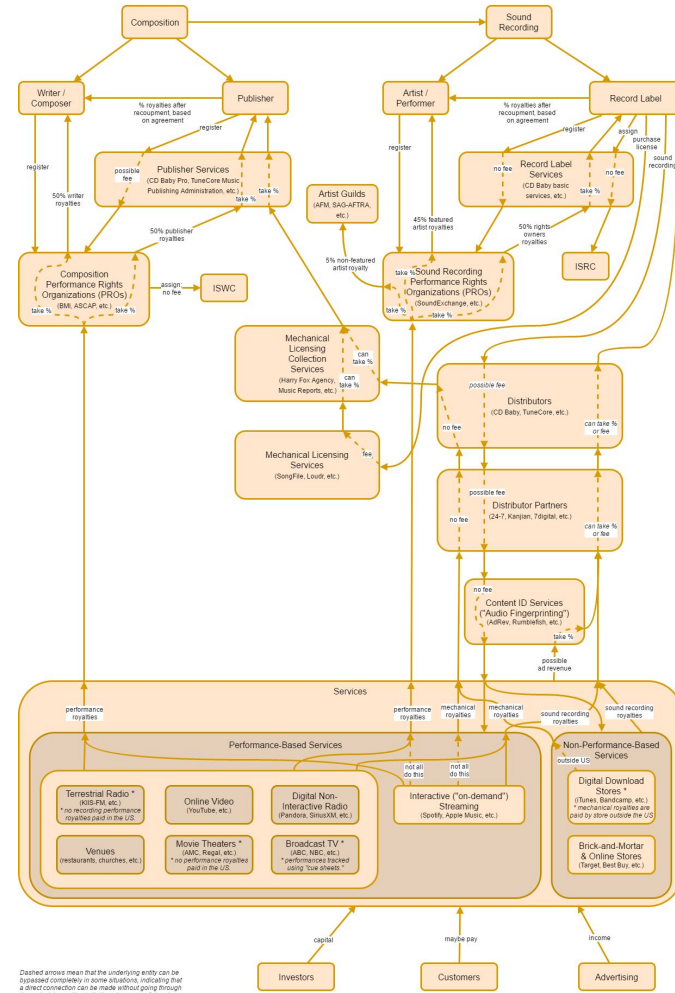 Composition
Sound
Recording
Writer /
Composer
Publisher
Artist /
Performer
Record Label
% royalties after
recoupment, based
on agreement
% royalties after
recoupment, based
on agreement
register
register
assign
purchase
license
sound
recording
register
50% writer
royalties
possible
fee
Publisher Services
(CD Baby Pro, TuneCore Music
Publishing Administration, etc.)
take %
take %
register
no fee
Record Label
Services
(CD Baby basic
services, etc.)
take %
no fee
Artist Guilds
(AFM, SAG-AFTRA,
etc.)
45% featured
artist royalties
50% publisher
royalties
50% rights
owners
royalties
5% non-featured
artist royalty
ISRC
Composition
Performance Rights
Organizations (PROs)
(BMI, ASCAP, etc.)
take %
take %
assign,
no fee
ISWC
take %
Sound Recording
Performance Rights
Organizations (PROs)
(SoundExchange, etc.)
take %
take %
Mechanical
Licensing
Collection
Services
(Harry Fox Agency,
Music Reports, etc.)
can
take %
can
take %
possible fee
Distributors
(CD Baby, TuneCore, etc.)
no fee
can take %
or fee
Mechanical Licensing
Services
(SongFile, Loudr, etc.)
fee
possible fee
Distributor Partners
(24-7, Kanjian, 7digital, etc.)
no fee
can take %
or fee
no fee
Content ID Services
("Audio Fingerprinting")
(AdRev, Rumblefish, etc.)
take %
possible
ad revenue
Services
performance
royalties
performance
royalties
mechanical
royalties
mechanical
royalties
sound recording
royalties
sound recording
royalties
Performance-Based Services
Non-Performance-Based
Services
not all
do this
not all
do this
outside US
Terrestrial Radio *
(KIIS-FM, etc.)
* no recording performance
royalties paid in the US.
Online Video
(YouTube, etc.)
Digital Non-
Interactive Radio
(Pandora, SiriusXM, etc.)
Interactive ("on-demand")
Streaming
(Spotify, Apple Music, etc.)
Digital Download
Stores *
(iTunes, Bandcamp, etc.)
* mechanical royalties are
paid by store outside the US.
Venues
(restaurants, churches, etc.)
Movie Theaters *
(AMC, Regal, etc.)
* no performance royalties
paid in the US.
Broadcast TV *
(ABC, NBC, etc.)
* performances tracked
using "cue sheets."
Brick-and-Mortar
& Online Stores
(Target, Best Buy, etc.)
capital
maybe pay
income
Investors
Customers
Advertising
Dashed arrows mean that the underlying entity can be
bypassed completely in some situations, indicating that
a direct connection can be made without going through